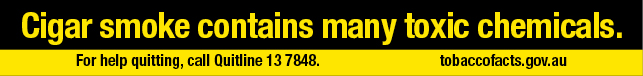 Cigar smoke contains many toxic chemicals.
For help quitting, call Quitline 13 7848. tobaccofacts.gov.au